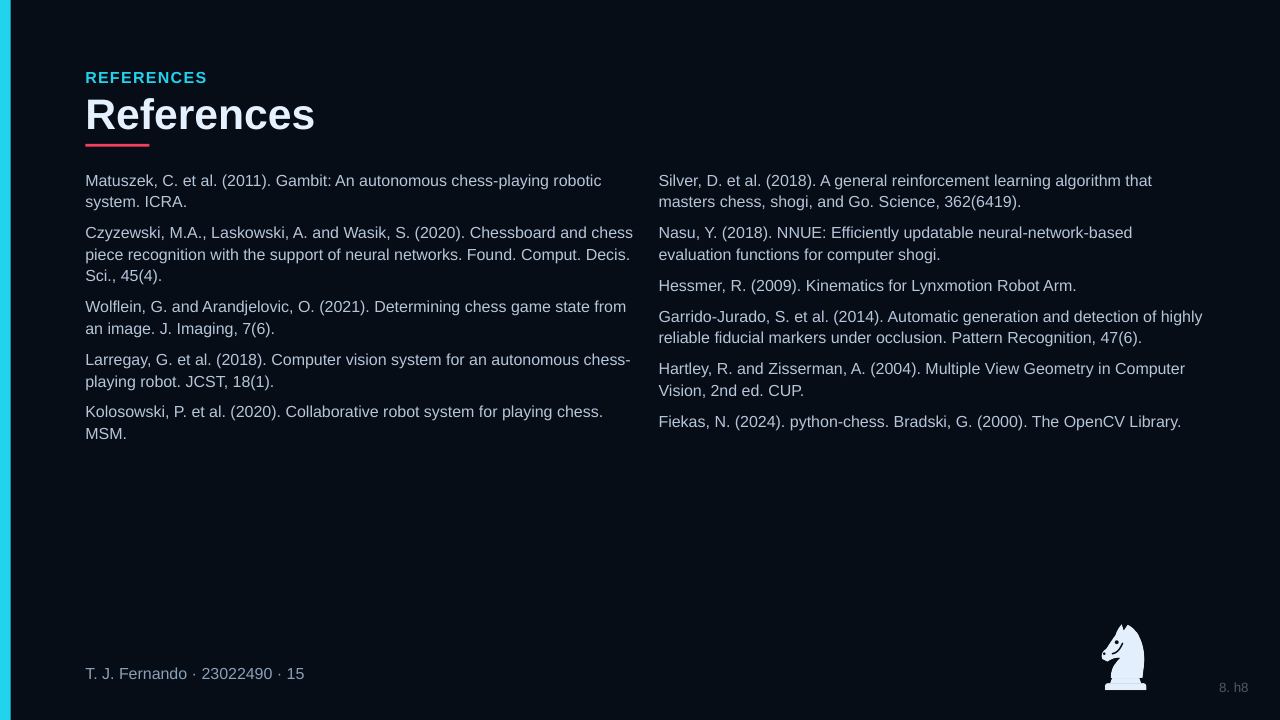 REFERENCES
References
Matuszek, C. et al. (2011). Gambit: An autonomous chess-playing robotic
system. ICRA.
Czyzewski, M.A., Laskowski, A. and Wasik, S. (2020). Chessboard and chess
piece recognition with the support of neural networks. Found. Comput. Decis.
Sci., 45(4).
Wolflein, G. and Arandjelovic, O. (2021). Determining chess game state from
an image. J. Imaging, 7(6).
Larregay, G. et al. (2018). Computer vision system for an autonomous chess-
playing robot. JCST, 18(1).
Kolosowski, P. et al. (2020). Collaborative robot system for playing chess.
MSM.
Silver, D. et al. (2018). A general reinforcement learning algorithm that
masters chess, shogi, and Go. Science, 362(6419).
Nasu, Y. (2018). NNUE: Efficiently updatable neural-network-based
evaluation functions for computer shogi.
Hessmer, R. (2009). Kinematics for Lynxmotion Robot Arm.
Garrido-Jurado, S. et al. (2014). Automatic generation and detection of highly
reliable fiducial markers under occlusion. Pattern Recognition, 47(6).
Hartley, R. and Zisserman, A. (2004). Multiple View Geometry in Computer
Vision, 2nd ed. CUP.
Fiekas, N. (2024). python-chess. Bradski, G. (2000). The OpenCV Library.
T. J. Fernando · 23022490 · 15
8. h8